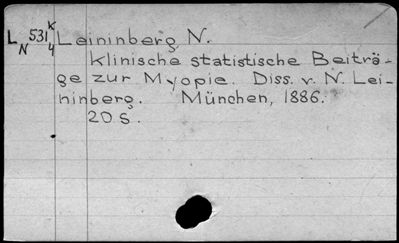 L N 531 K 4 Leininberg N.
Klinische statistische Beiträ-
ge zur Myopie. Diss. v. N. Lei-
ninberg. München, 1886.
20 S.